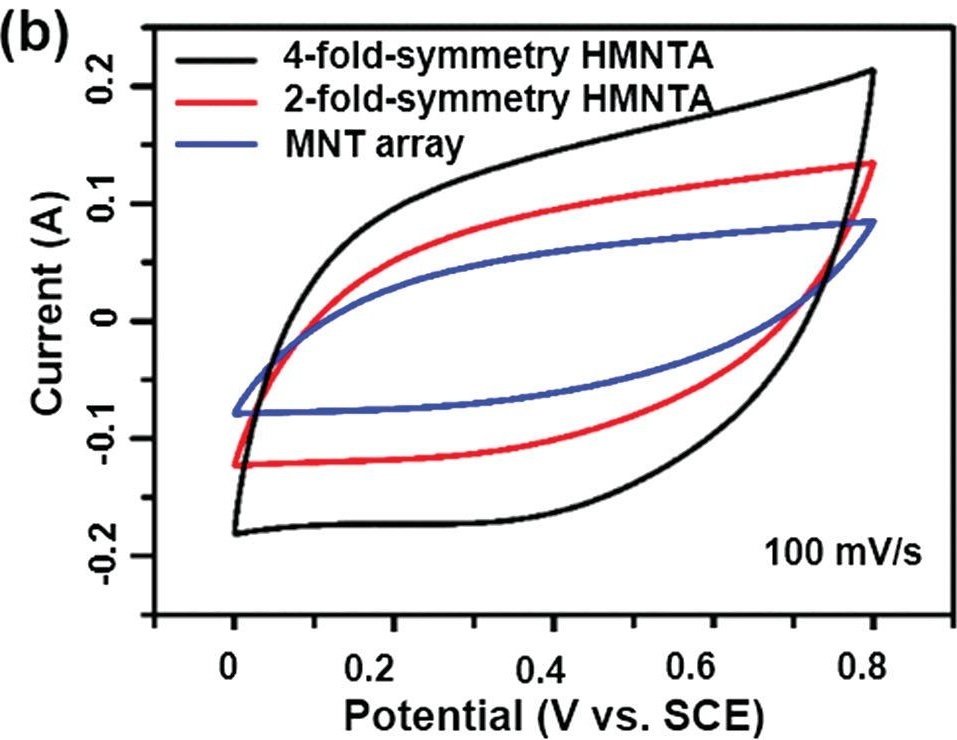 (b)
4-fold-symmetry HMNTA
2-fold-symmetry HMNTA
MNT array
0.2
0.1
0
-0.1
-0.2
Current (A)
100 mV/s
0 0.2 0.4 0.6 0.8
Potential (V vs. SCE)